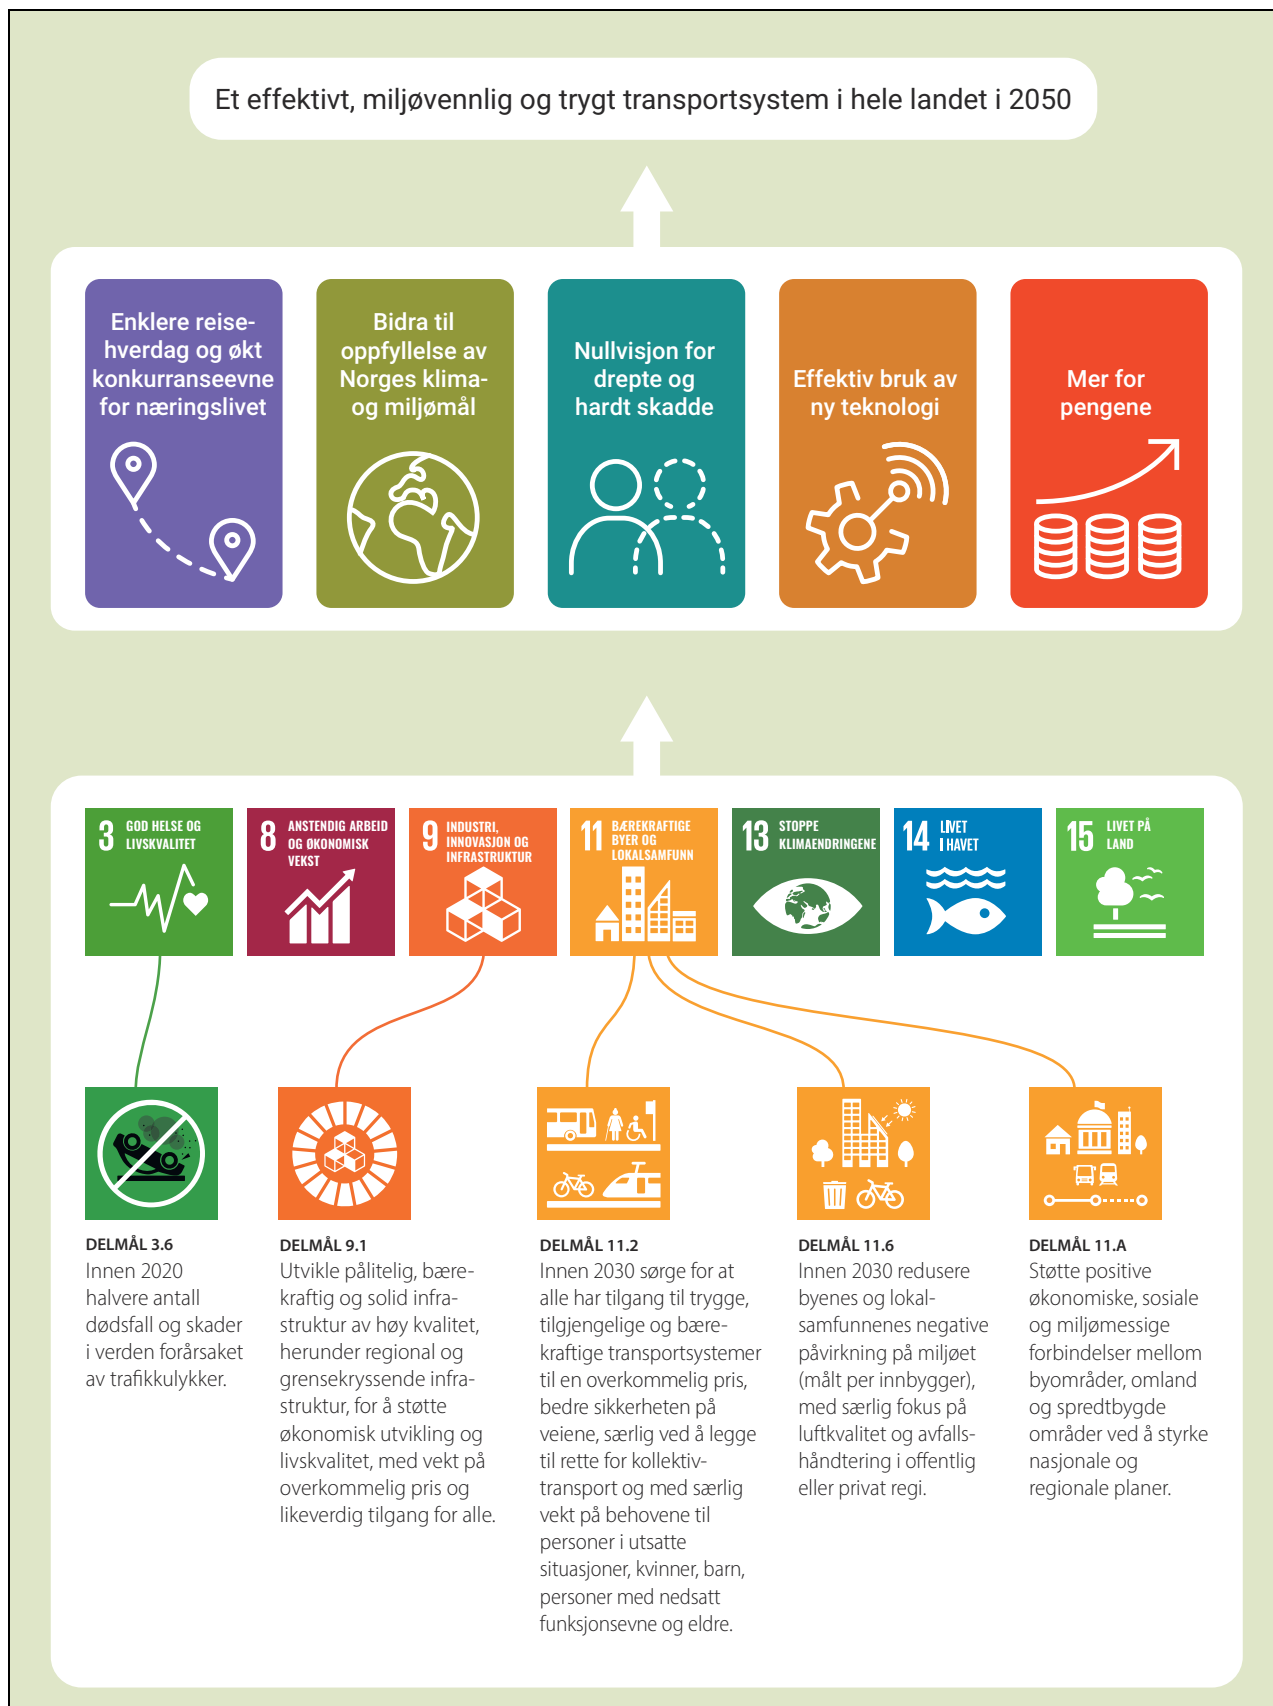 Et effektivt, miljøvennlig og trygt transportsystem i hele landet i 2050
Enklere reise-
hverdag og økt
konkurranseevne
for næringslivet
Bidra til
oppfyllelse av
Norges klima-
og miljømål
Nullvisjon for
drepte og
hardt skadde
Effektiv bruk av
ny teknologi
Mer for
pengene
3 GOD HELSE OG
LIVSKVALITET
8 ANSTENDIG ARBEID
OG ØKONOMISK
VEKST
9 INDUSTRI,
INNOVASJON OG
INFRASTRUKTUR
11 BÆREKRAFTIGE
BYER OG
LOKALSAMFUNN
13 STOPPE
KLIMAENDRINGENE
14 LIVET
I HAVET
15 LIVET PÅ
LAND
DELMÅL 3.6
Innen 2020
halvere antall
dødsfall og skader
i verden forårsaket
av trafikkulykker.
DELMÅL 9.1
Utvikle pålitelig, bære-
kraftig og solid infra-
struktur av høy kvalitet,
herunder regional og
grensekryssende infra-
struktur, for å støtte
økonomisk utvikling og
livskvalitet, med vekt på
overkommelig pris og
likeverdig tilgang for alle.
DELMÅL 11.2
Innen 2030 sørge for at
alle har tilgang til trygge,
tilgjengelige og bære-
kraftige transportsystemer
til en overkommelig pris,
bedre sikkerheten på
veiene, særlig ved å legge
til rette for kollektiv-
transport og med særlig
vekt på behovene til
personer i utsatte
situasjoner, kvinner, barn,
personer med nedsatt
funksjonsevne og eldre.
DELMÅL 11.6
Innen 2030 redusere
byenes og lokal-
samfunnenes negative
påvirkning på miljøet
(målt per innbygger),
med særlig fokus på
luftkvalitet og avfalls-
håndtering i offentlig
eller privat regi.
DELMÅL 11.A
Støtte positive
økonomiske, sosiale
og miljømessige
forbindelser mellom
byområder, omland
og spredtbygde
områder ved å styrke
nasjonale og
regionale planer.